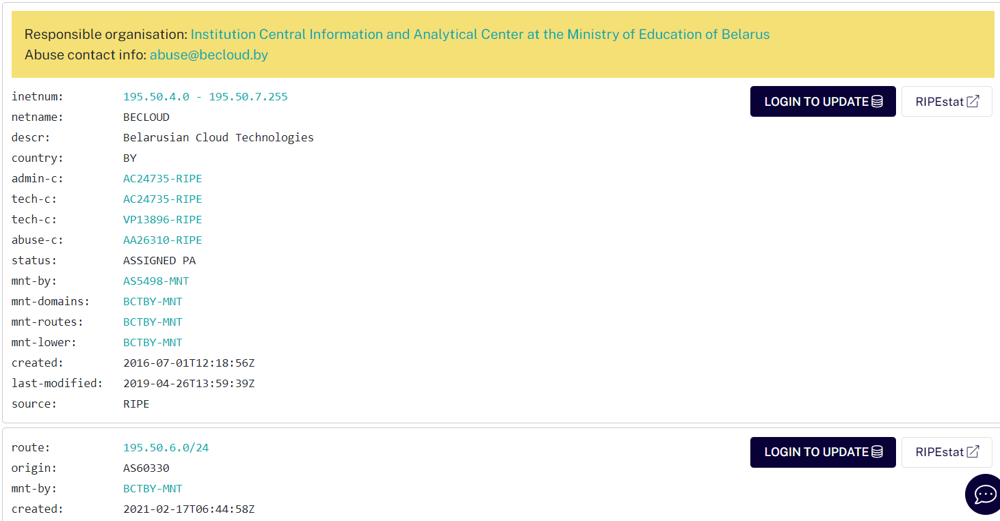 Responsible organisation: Institution Central Information and Analytical Center at the Ministry of Education of Belarus
Abuse contact info: abuse@becloud.by
inetnum: 195.50.4.0 - 195.50.7.255
LOGIN TO UPDATE RIPEstat
netname: BECLOUD
descr: Belarusian Cloud Technologies
country: BY
admin-c: AC24735-RIPE
tech-c: AC24735-RIPE
tech-c: VP13896-RIPE
abuse-c: AA26310-RIPE
status: ASSIGNED PA
mnt-by: AS5498-MNT
mnt-domains: BCTBY-MNT
mnt-routes: BCTBY-MNT
mnt-lower: BCTBY-MNT
created: 2016-07-01T12:18:56Z
last-modified: 2019-04-26T13:59:39Z
source: RIPE
route: 195.50.6.0/24
LOGIN TO UPDATE RIPEstat
origin: AS60330
mnt-by: BCTBY-MNT
created: 2021-02-17T06:44:58Z